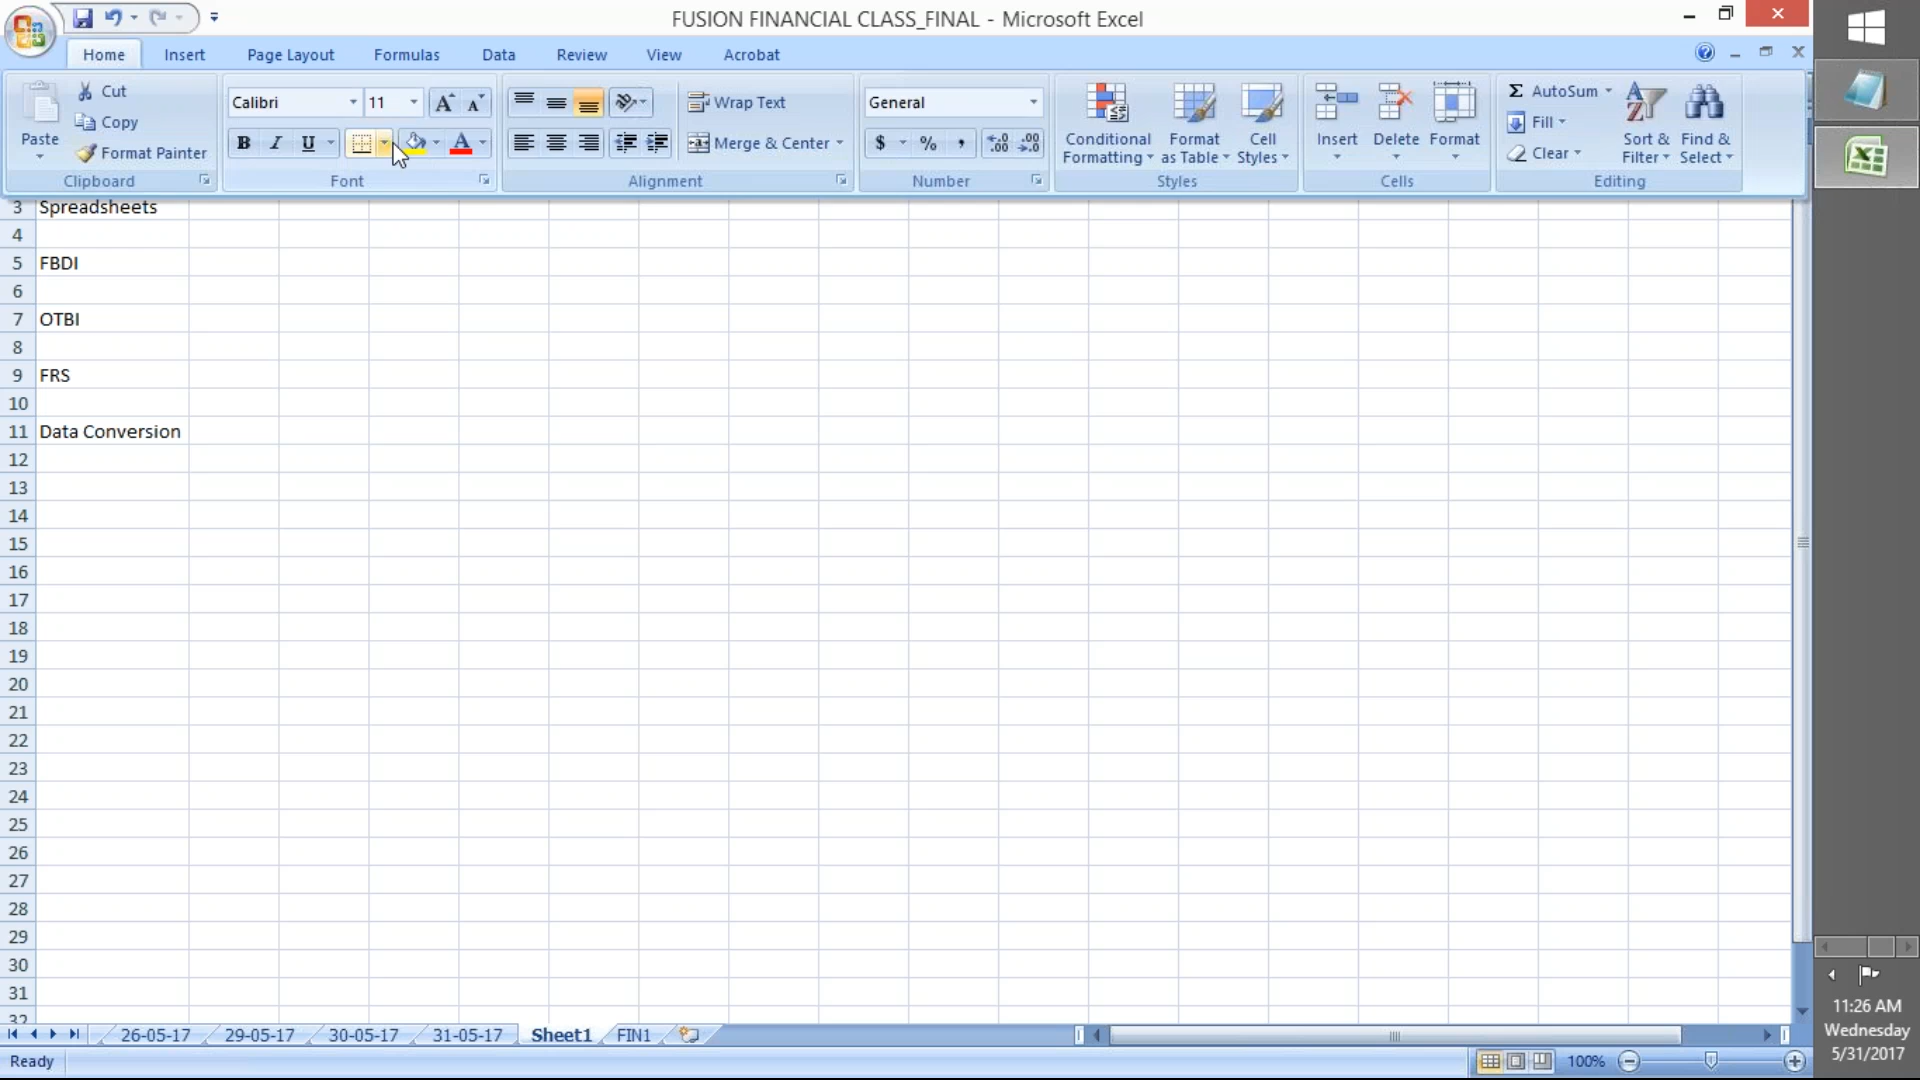 FUSION FINANCIAL CLASS_FINAL - Microsoft Excel
Home Insert Page Layout Formulas Data Review View Acrobat
Paste
Cut
Copy
Format Painter
Clipboard
Calibri 11
B I U
Font
Wrap Text
Merge & Center
Alignment
General
$ % ,
Number
Conditional Formatting
Format as Table
Cell Styles
Styles
Insert Delete Format
Cells
Σ AutoSum
Fill
Clear
Sort & Filter
Find & Select
Editing
3 Spreadsheets
4
5 FBDI
6
7 OTBI
8
9 FRS
10
11 Data Conversion
12
13
14
15
16
17
18
19
20
21
22
23
24
25
26
27
28
29
30
31
32
26-05-17 29-05-17 30-05-17 31-05-17 Sheet1 FIN1
Ready 100%
11:26 AM
Wednesday
5/31/2017